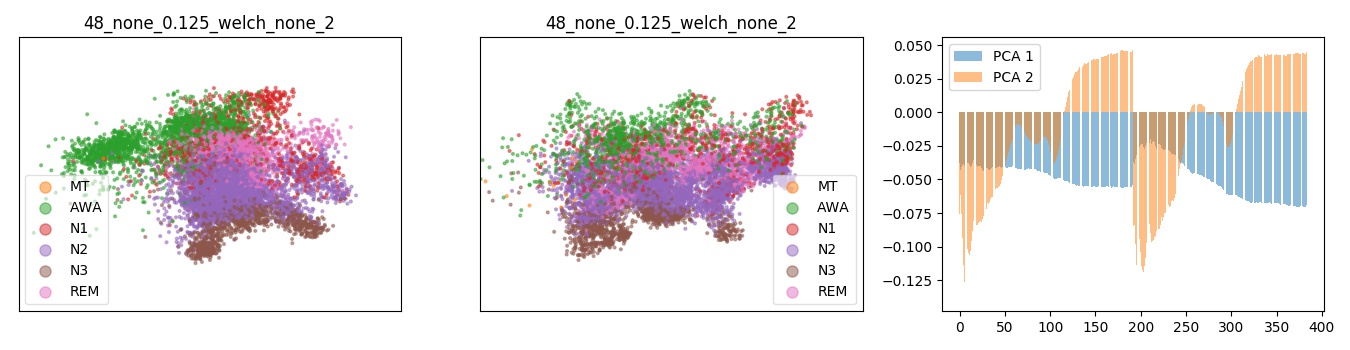 48_none_0.125_welch_none_2
MT
AWA
N1
N2
N3
REM
48_none_0.125_welch_none_2
MT
AWA
N1
N2
N3
REM
PCA 1
PCA 2
0.050
0.025
0.000
−0.025
−0.050
−0.075
−0.100
−0.125
0 50 100 150 200 250 300 350 400